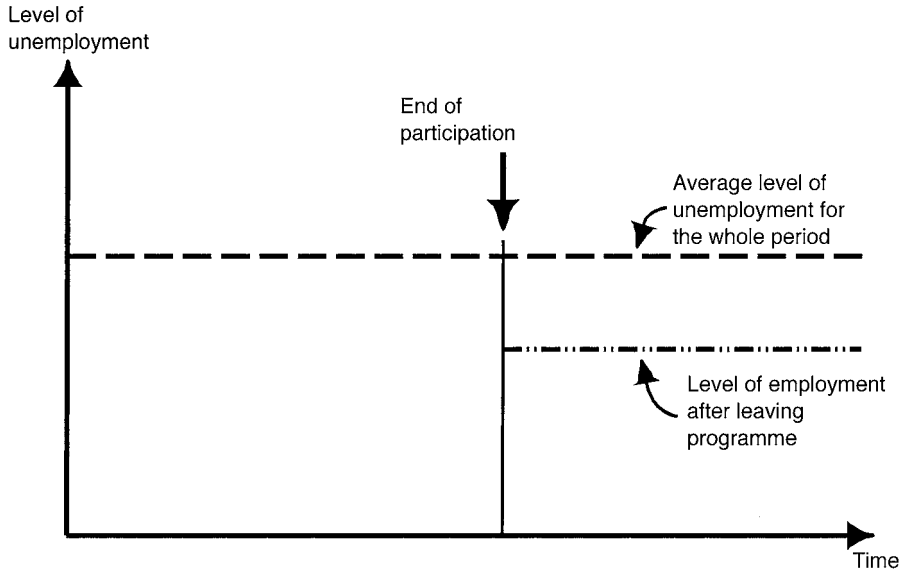 Level of
unemployment
End of
participation
Average level of
unemployment for
the whole period
Level of employment
after leaving
programme
Time